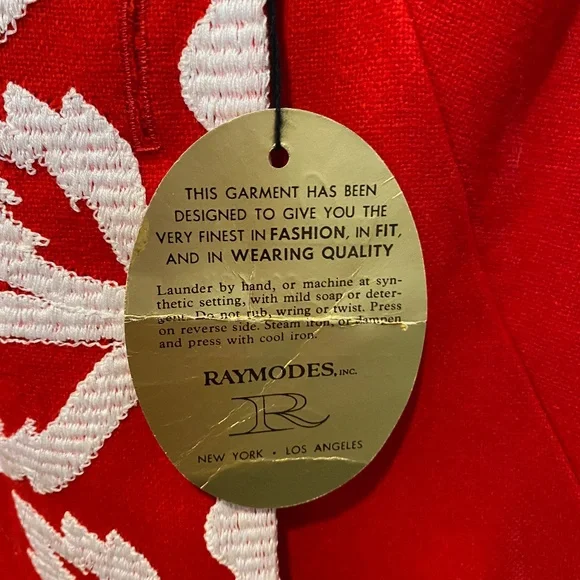 THIS GARMENT HAS BEEN
DESIGNED TO GIVE YOU THE
VERY FINEST IN FASHION, IN FIT,
AND IN WEARING QUALITY
Launder by hand, or machine at syn-
thetic setting, with mild soap or deter-
gent. Do not rub, wring or twist. Press
on reverse side. Steam iron, or dampen
and press with cool iron.
RAYMODES, INC.
R
NEW YORK · LOS ANGELES